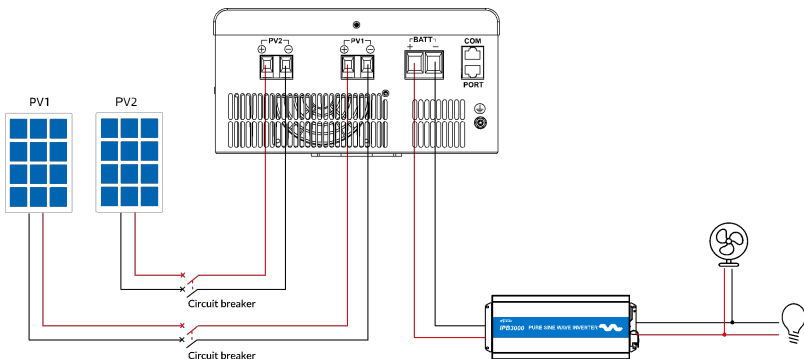 PV2
PV1
BATT
COM
+ − + − + −
PORT
PV1
PV2
Circuit breaker
Circuit breaker
IPB3000 PURE SINE WAVE INVERTER